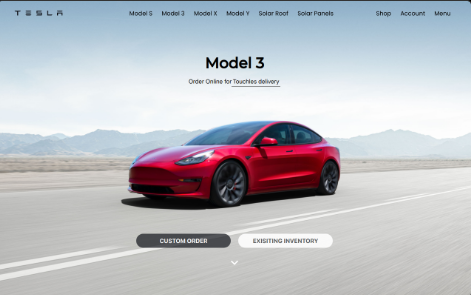 TESLA
Model S Model 3 Model X Model Y Solar Roof Solar Panels
Shop Account Menu
Model 3
Order Online for Touchles delivery
CUSTOM ORDER
EXISITING INVENTORY